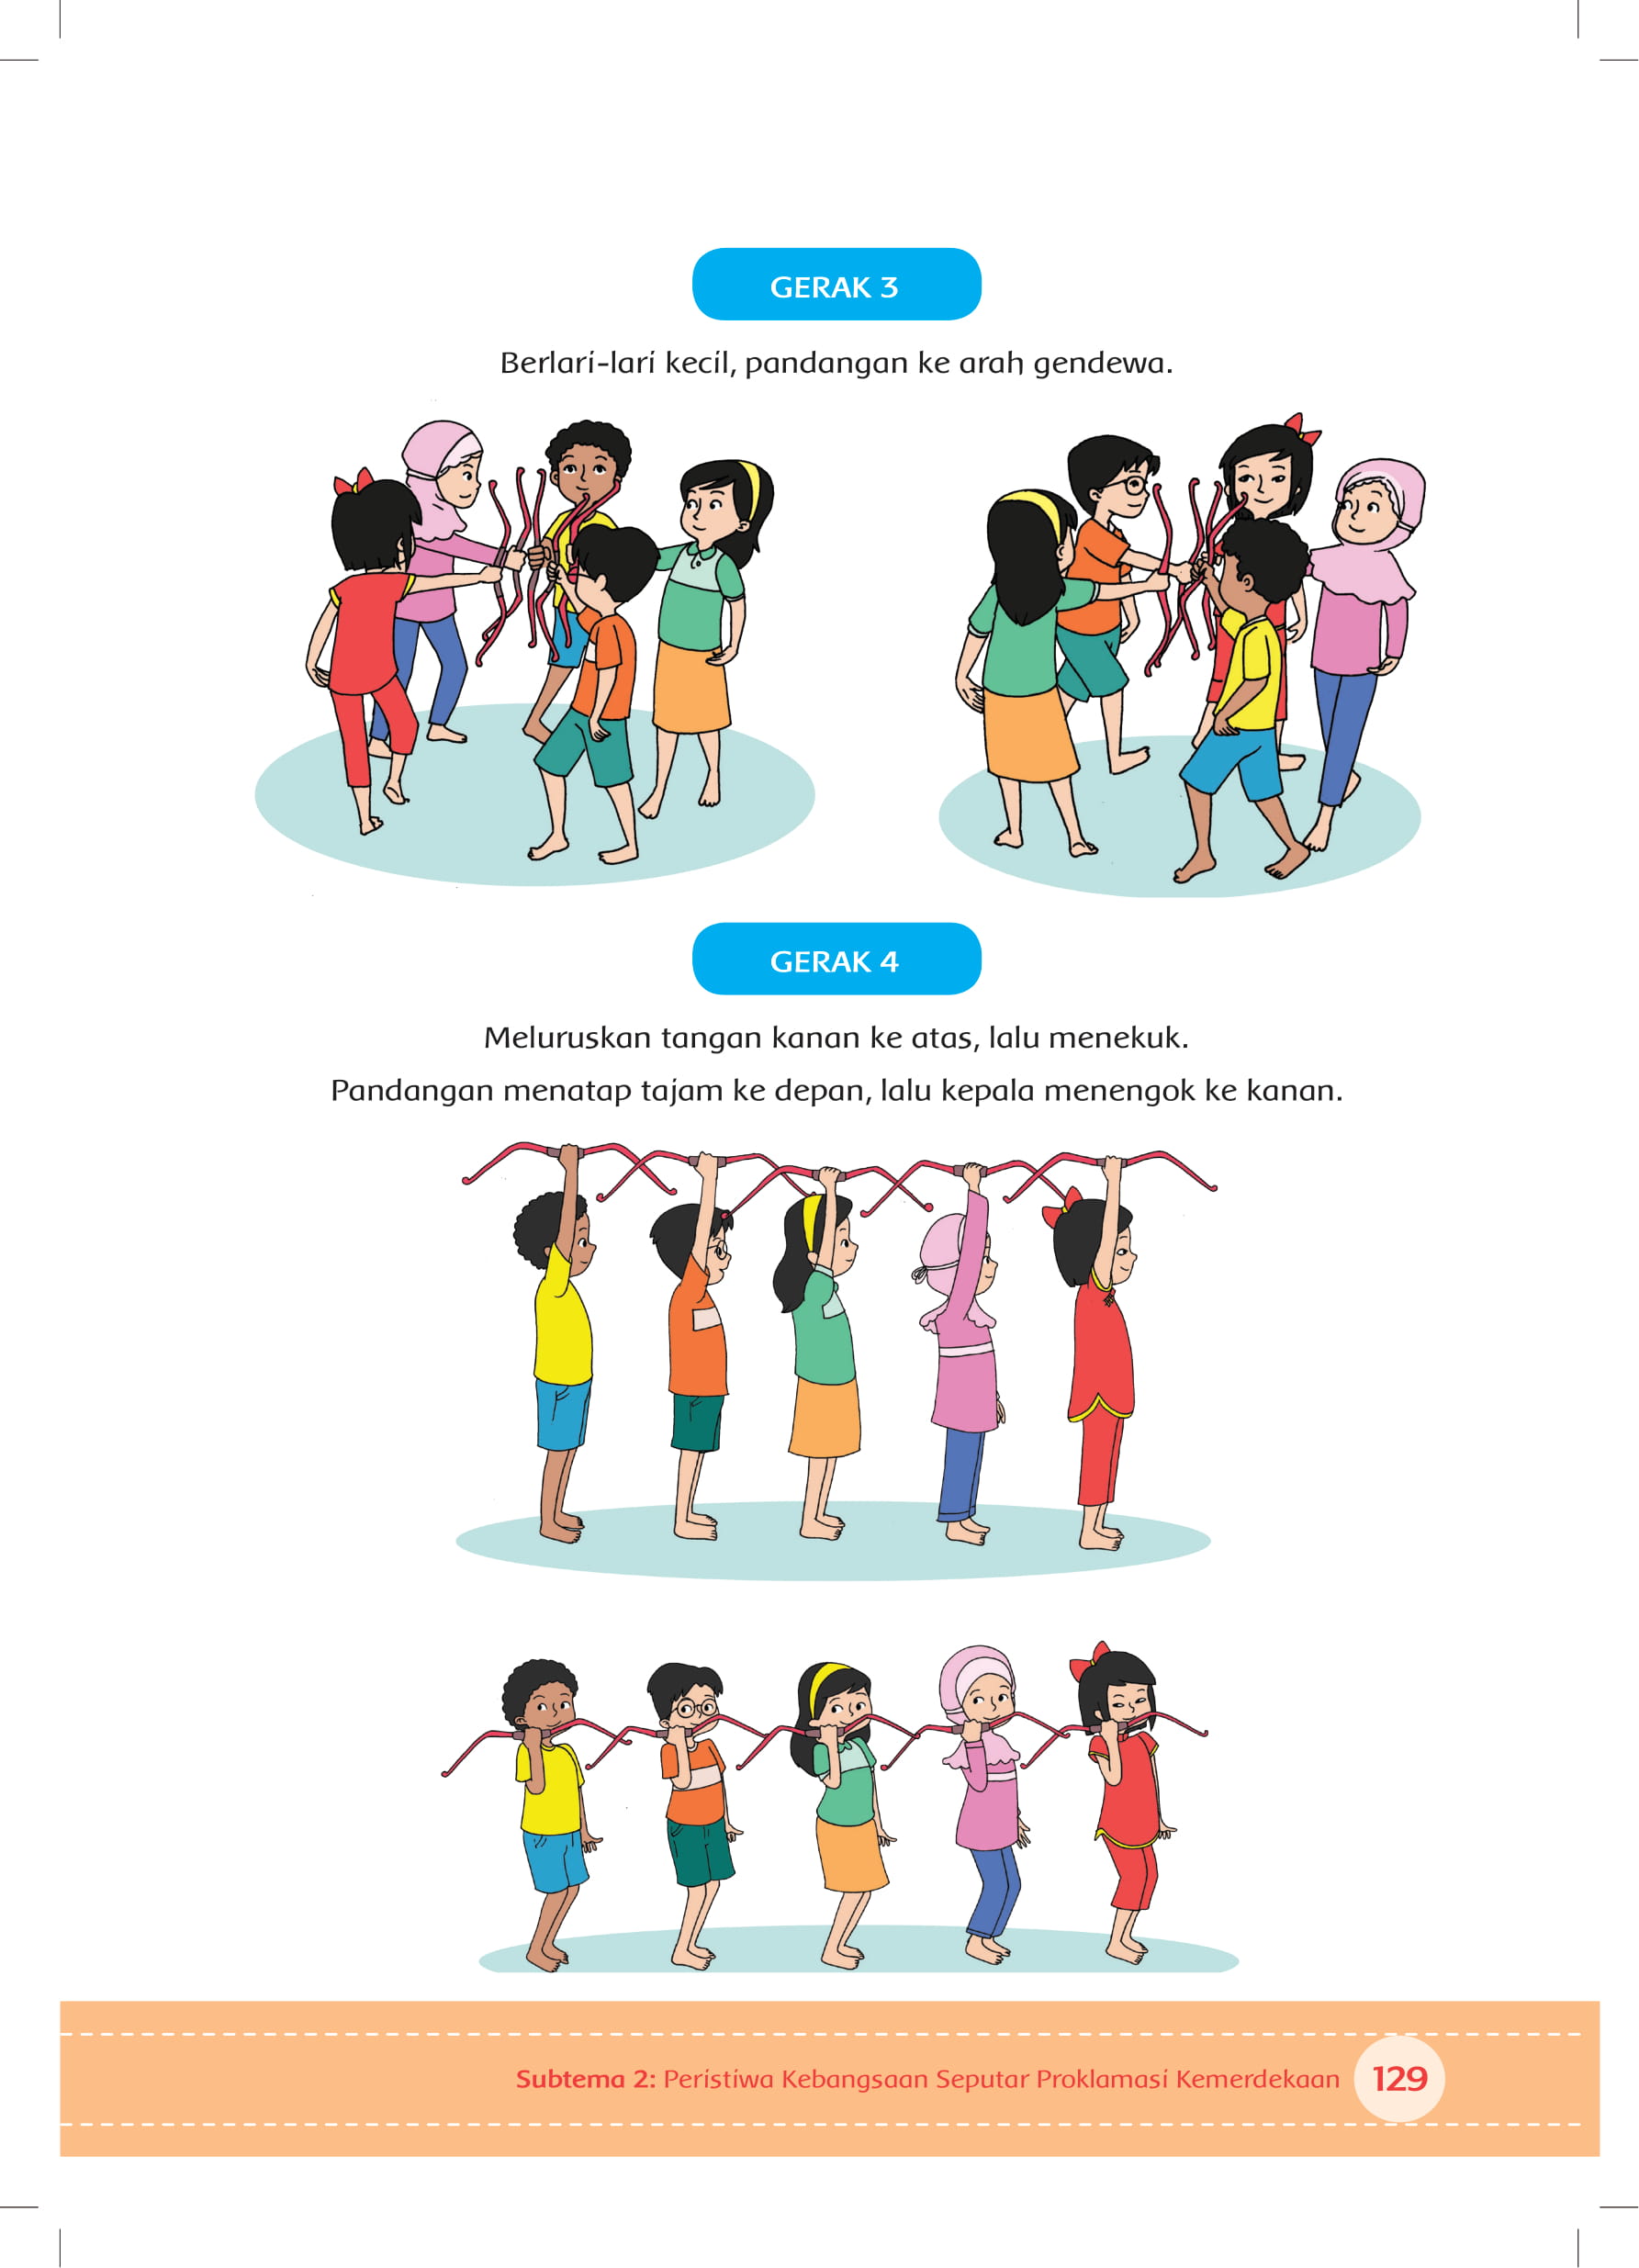 GERAK 3
Berlari-lari kecil, pandangan ke arah gendewa.
GERAK 4
Meluruskan tangan kanan ke atas, lalu menekuk.
Pandangan menatap tajam ke depan, lalu kepala menengok ke kanan.
Subtema 2: Peristiwa Kebangsaan Seputar Proklamasi Kemerdekaan 129